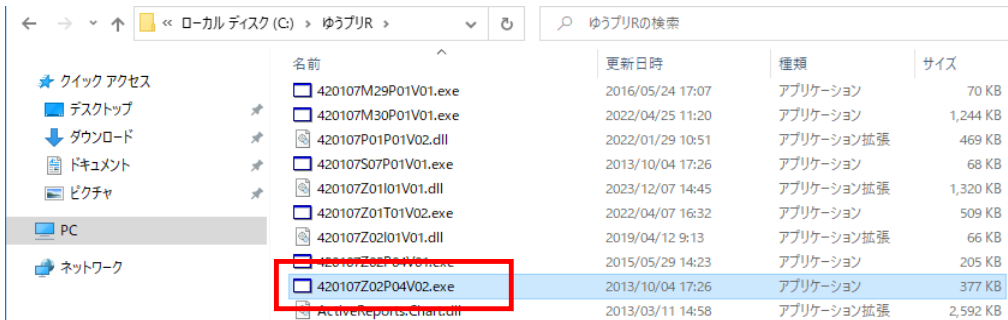 « ローカル ディスク (C:) › ゆうプリR ›
ゆうプリRの検索
クイック アクセス
デスクトップ
ダウンロード
ドキュメント
ピクチャ
PC
ネットワーク
名前 更新日時 種類 サイズ
420107M29P01V01.exe 2016/05/24 17:07 アプリケーション 70 KB
420107M30P01V01.exe 2022/04/25 11:20 アプリケーション 1,244 KB
420107P01P01V02.dll 2022/01/29 10:51 アプリケーション拡張 469 KB
420107S07P01V01.exe 2013/10/04 17:26 アプリケーション 68 KB
420107Z01I01V01.dll 2023/12/07 14:45 アプリケーション拡張 1,320 KB
420107Z01T01V02.exe 2022/04/07 16:32 アプリケーション 509 KB
420107Z02I01V01.dll 2019/04/12 9:13 アプリケーション拡張 66 KB
420107Z02P04V01.exe 2015/05/29 14:23 アプリケーション 205 KB
420107Z02P04V02.exe 2013/10/04 17:26 アプリケーション 377 KB
ActiveReports.Chart.dll 2013/03/11 14:58 アプリケーション拡張 2,592 KB